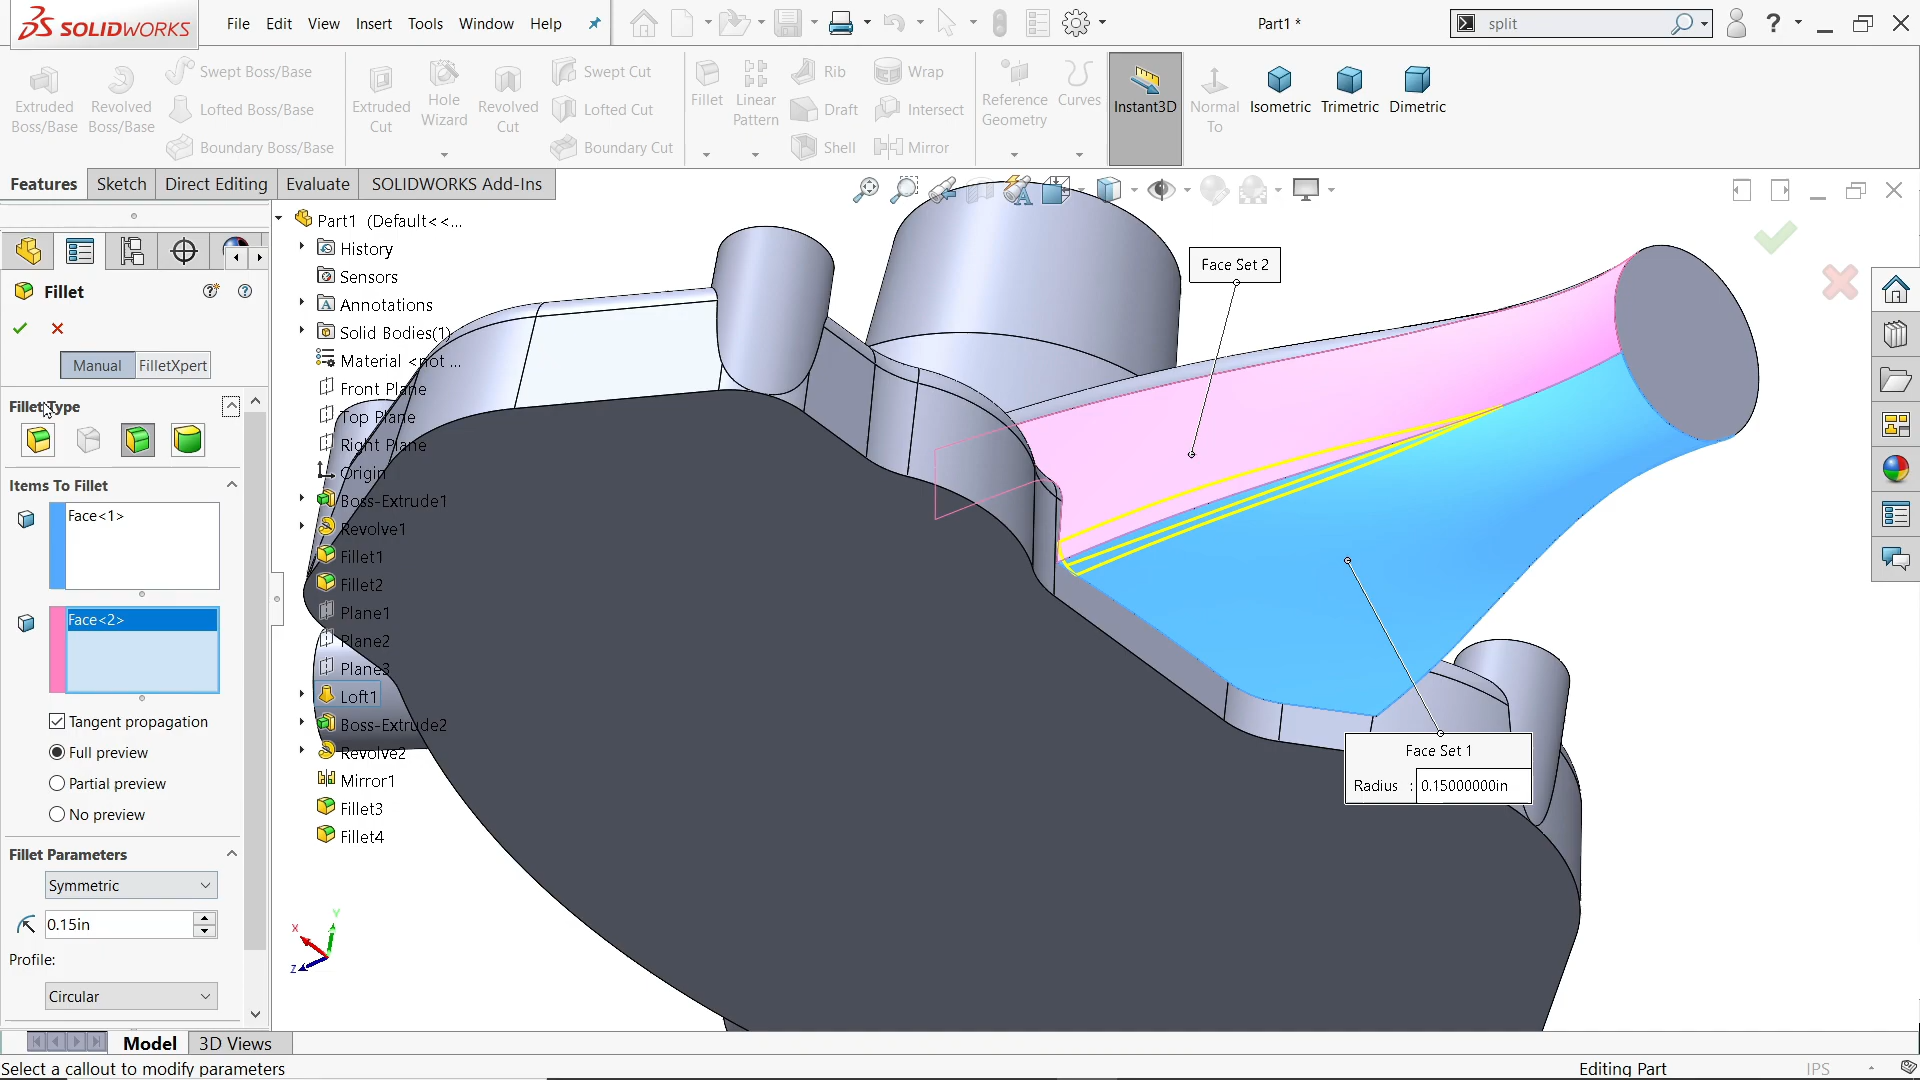 SOLIDWORKS
File Edit View Insert Tools Window Help
Part1 *
split
?
Extruded Boss/Base
Revolved Boss/Base
Swept Boss/Base
Lofted Boss/Base
Boundary Boss/Base
Extruded Cut
Hole Wizard
Revolved Cut
Swept Cut
Lofted Cut
Boundary Cut
Fillet
Linear Pattern
Rib
Draft
Shell
Wrap
Intersect
Mirror
Reference Geometry
Curves
Instant3D
Normal To
Isometric
Trimetric
Dimetric
Features Sketch Direct Editing Evaluate SOLIDWORKS Add-Ins
Fillet
Manual FilletXpert
Fillet Type
Items To Fillet
Face<1>
Face<2>
Tangent propagation
Full preview
Partial preview
No preview
Fillet Parameters
Symmetric
0.15in
Profile:
Circular
Part1 (Default<<...
History
Sensors
Annotations
Solid Bodies(1)
Material <not ...
Front Plane
Top Plane
Right Plane
Origin
Boss-Extrude1
Revolve1
Fillet1
Fillet2
Plane1
Plane2
Plane3
Loft1
Boss-Extrude2
Revolve2
Mirror1
Fillet3
Fillet4
Face Set 2
Face Set 1
Radius : 0.15000000in
Y
X
Z
Model 3D Views
Select a callout to modify parameters
Editing Part
IPS